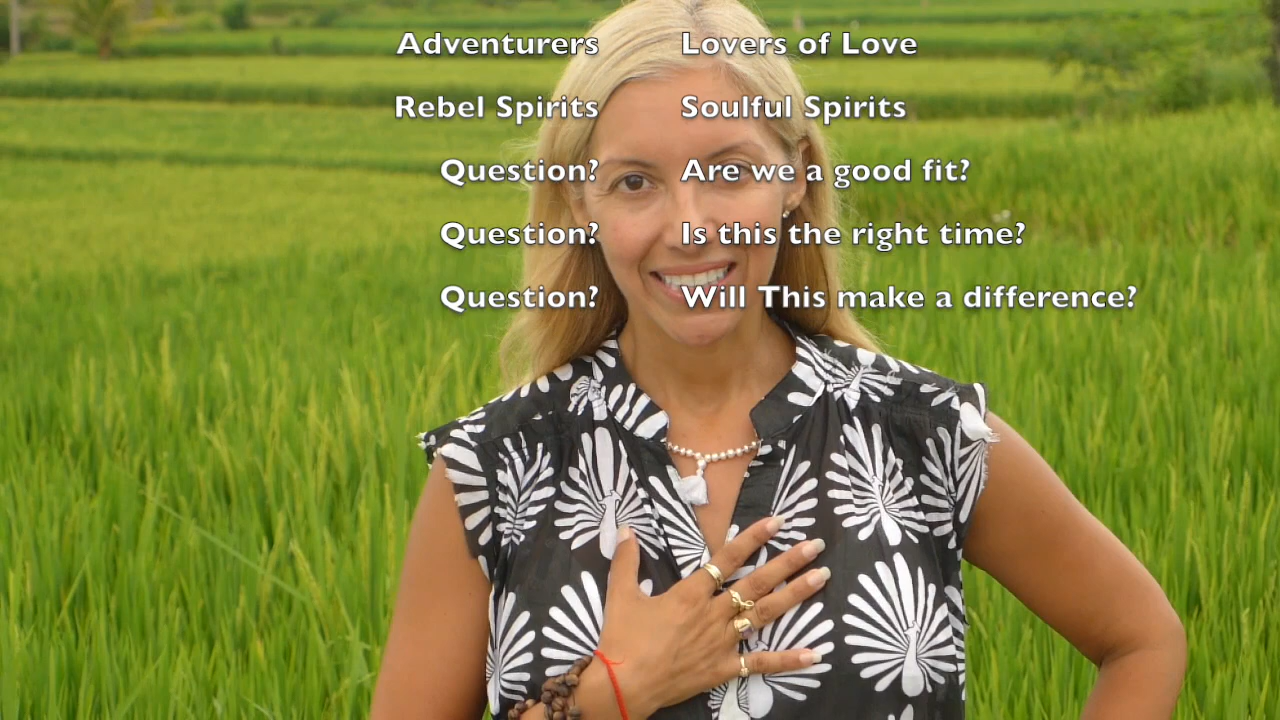 Adventurers Lovers of Love
Rebel Spirits Soulful Spirits
Question? Are we a good fit?
Question? Is this the right time?
Question? Will This make a difference?